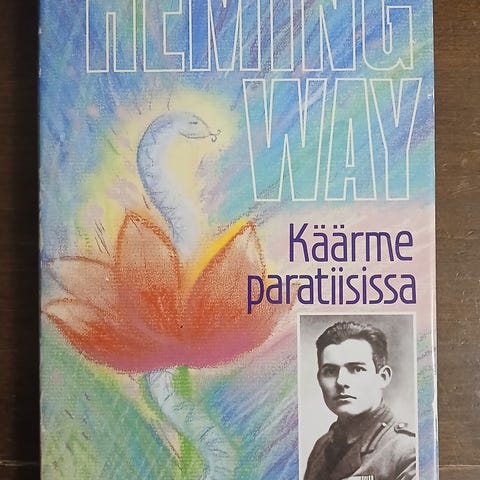 HEMING
WAY
Käärme
paratiisissa